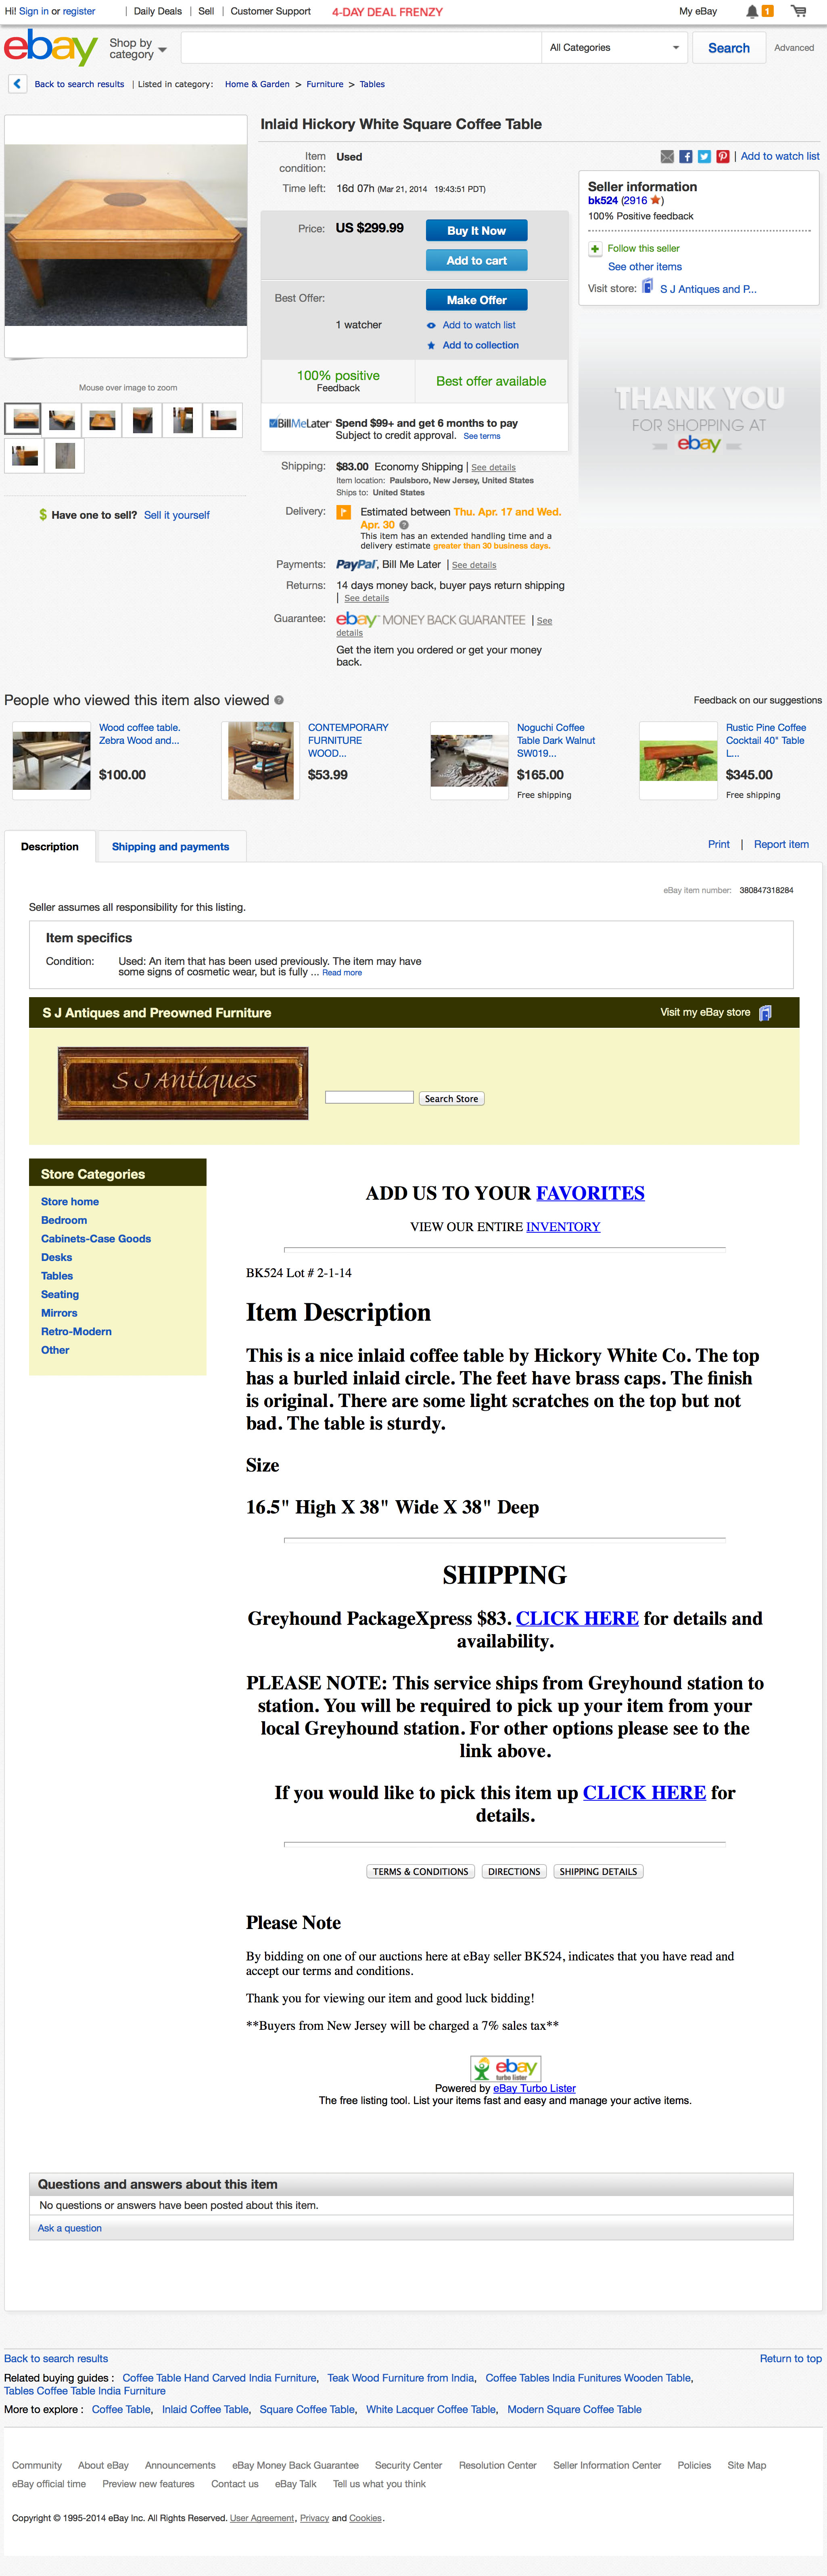 Hi! Sign in or register | Daily Deals | Sell | Customer Support 4-DAY DEAL FRENZY My eBay 1
ebay Shop by category All Categories Search Advanced
Back to search results | Listed in category: Home & Garden > Furniture > Tables
Inlaid Hickory White Square Coffee Table
Item condition: Used
| Add to watch list
Time left: 16d 07h (Mar 21, 2014 19:43:51 PDT)
Price: US $299.99 Buy It Now
Add to cart
Best Offer: Make Offer
1 watcher Add to watch list
Add to collection
100% positive
Feedback
Best offer available
BillMeLater Spend $99+ and get 6 months to pay
Subject to credit approval. See terms
Seller information
bk524 (2916 )
100% Positive feedback
Follow this seller
See other items
Visit store: S J Antiques and P...
THANK YOU
FOR SHOPPING AT
ebay
Mouse over image to zoom
$ Have one to sell? Sell it yourself
Shipping: $83.00 Economy Shipping | See details
Item location: Paulsboro, New Jersey, United States
Ships to: United States
Delivery: Estimated between Thu. Apr. 17 and Wed.
Apr. 30 ?
This item has an extended handling time and a
delivery estimate greater than 30 business days.
Payments: PayPal, Bill Me Later | See details
Returns: 14 days money back, buyer pays return shipping
| See details
Guarantee: ebay MONEY BACK GUARANTEE | See
details
Get the item you ordered or get your money
back.
People who viewed this item also viewed ? Feedback on our suggestions
Wood coffee table.
Zebra Wood and...
$100.00
CONTEMPORARY
FURNITURE
WOOD...
$53.99
Noguchi Coffee
Table Dark Walnut
SW019...
$165.00
Free shipping
Rustic Pine Coffee
Cocktail 40" Table
L...
$345.00
Free shipping
Description Shipping and payments Print | Report item
eBay item number: 380847318284
Seller assumes all responsibility for this listing.
Item specifics
Condition: Used: An item that has been used previously. The item may have
some signs of cosmetic wear, but is fully ... Read more
S J Antiques and Preowned Furniture Visit my eBay store
S J Antiques
Search Store
Store Categories
Store home
Bedroom
Cabinets-Case Goods
Desks
Tables
Seating
Mirrors
Retro-Modern
Other
ADD US TO YOUR FAVORITES
VIEW OUR ENTIRE INVENTORY
BK524 Lot # 2-1-14
Item Description
This is a nice inlaid coffee table by Hickory White Co. The top
has a burled inlaid circle. The feet have brass caps. The finish
is original. There are some light scratches on the top but not
bad. The table is sturdy.
Size
16.5" High X 38" Wide X 38" Deep
SHIPPING
Greyhound PackageXpress $83. CLICK HERE for details and
availability.
PLEASE NOTE: This service ships from Greyhound station to
station. You will be required to pick up your item from your
local Greyhound station. For other options please see to the
link above.
If you would like to pick this item up CLICK HERE for
details.
TERMS & CONDITIONS DIRECTIONS SHIPPING DETAILS
Please Note
By bidding on one of our auctions here at eBay seller BK524, indicates that you have read and
accept our terms and conditions.
Thank you for viewing our item and good luck bidding!
**Buyers from New Jersey will be charged a 7% sales tax**
ebay
turbo lister
Powered by eBay Turbo Lister
The free listing tool. List your items fast and easy and manage your active items.
Questions and answers about this item
No questions or answers have been posted about this item.
Ask a question
Back to search results Return to top
Related buying guides : Coffee Table Hand Carved India Furniture, Teak Wood Furniture from India, Coffee Tables India Funitures Wooden Table,
Tables Coffee Table India Furniture
More to explore : Coffee Table, Inlaid Coffee Table, Square Coffee Table, White Lacquer Coffee Table, Modern Square Coffee Table
Community About eBay Announcements eBay Money Back Guarantee Security Center Resolution Center Seller Information Center Policies Site Map
eBay official time Preview new features Contact us eBay Talk Tell us what you think
Copyright © 1995-2014 eBay Inc. All Rights Reserved. User Agreement, Privacy and Cookies.